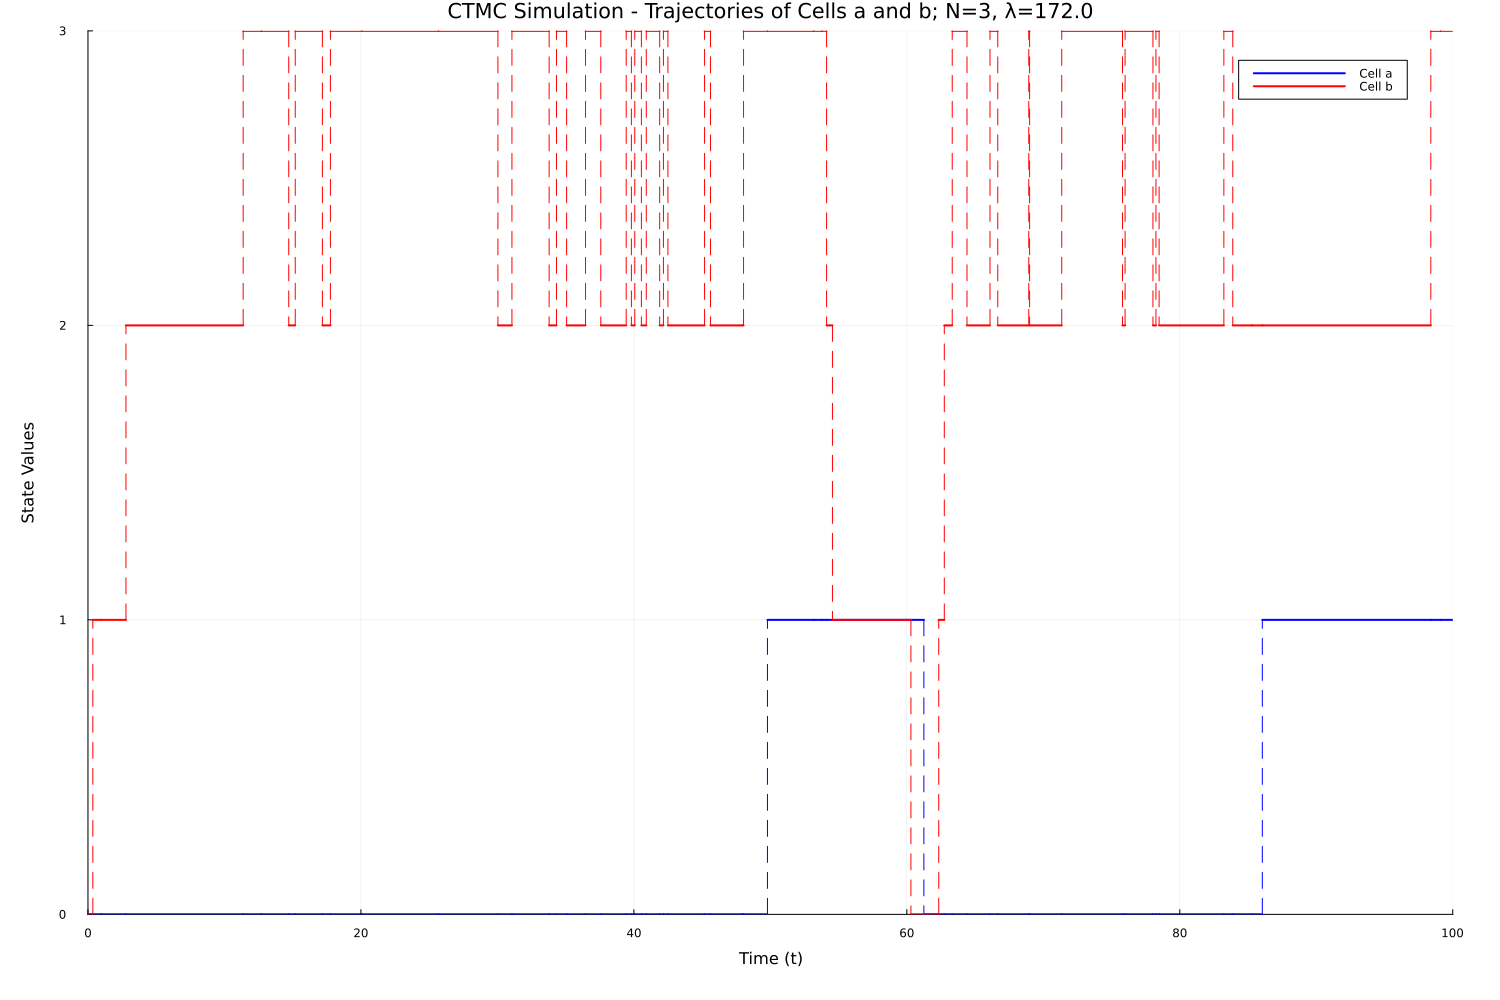 CTMC Simulation - Trajectories of Cells a and b; N=3, λ=172.0
3
Cell a
Cell b
2
State Values
1
0
0 20 40 60 80 100
Time (t)